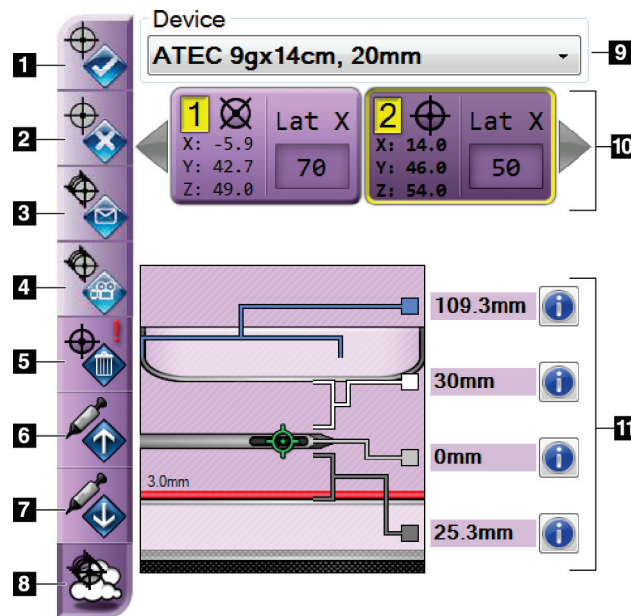 Device
1
ATEC 9gx14cm, 20mm
9
2
1
Lat X
X: -5.9
Y: 42.7
Z: 49.0
70
2
Lat X
X: 14.0
Y: 46.0
Z: 54.0
50
10
3
4
109.3mm
5
!
30mm
6
11
0mm
3.0mm
7
25.3mm
8